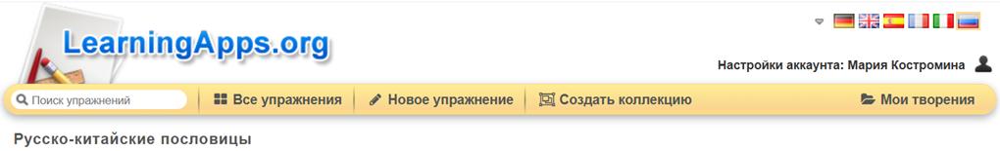 LearningApps.org
Настройки аккаунта: Мария Костромина
Поиск упражнений
Все упражнения
Новое упражнение
Создать коллекцию
Мои творения
Русско-китайские пословицы